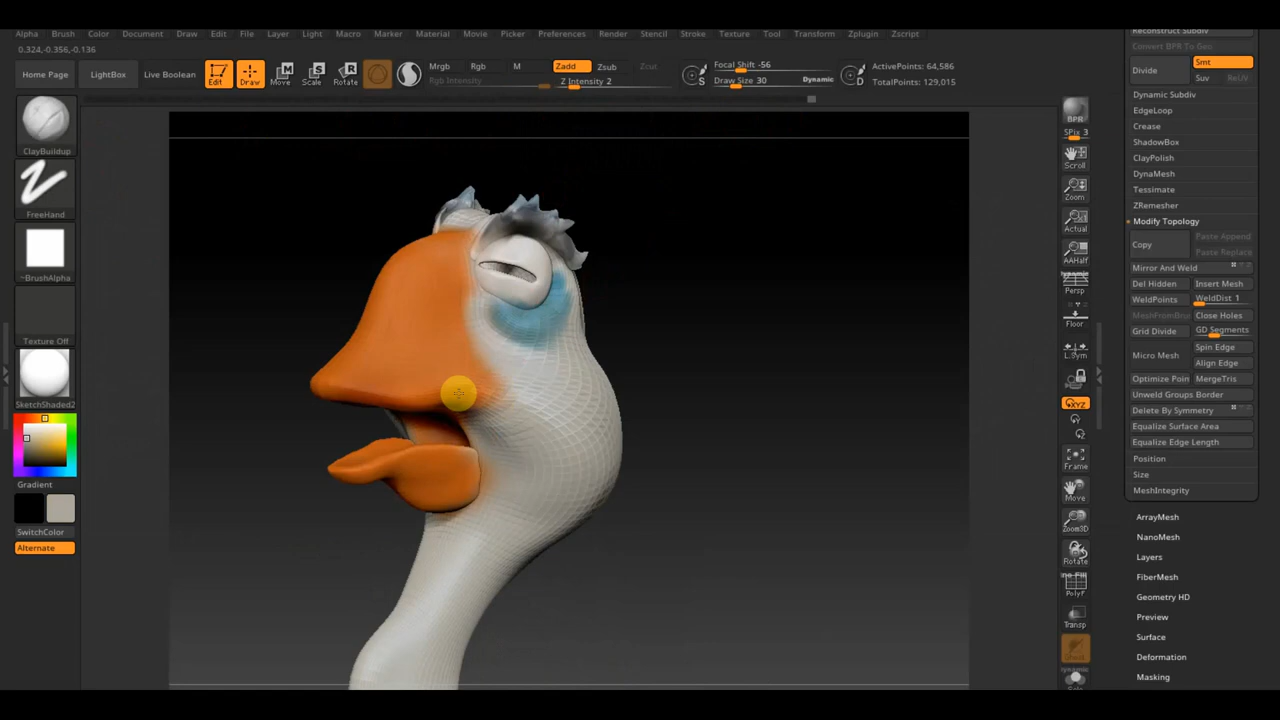 Alpha Brush Color Document Draw Edit File Layer Light Macro Marker Material Movie Picker Preferences Render Stencil Stroke Texture Tool Transform Zplugin Zscript
0.324,-0.356,-0.136
Home Page
LightBox
Live Boolean
Edit
Draw
Move
Scale
Rotate
Mrgb Rgb M
Rgb Intensity
Zadd Zsub Zcut
Z Intensity 2
S
Focal Shift -56
Draw Size 30 Dynamic
D
ActivePoints: 64,586
TotalPoints: 129,015
ClayBuildup
FreeHand
~BrushAlpha
Texture Off
SketchShaded2
Gradient
SwitchColor
Alternate
BPR
SPix 3
Scroll
Zoom
Actual
AAHalf
Dynamic
Persp
Floor
L.Sym
XYZ
Frame
Move
Zoom3D
Rotate
PolyF
Transp
Reconstruct Subdiv
Convert BPR To Geo
Divide
Smt
Suv ReUV
Dynamic Subdiv
EdgeLoop
Crease
ShadowBox
ClayPolish
DynaMesh
Tessimate
ZRemesher
Modify Topology
Copy
Paste Append
Paste Replace
Mirror And Weld
Del Hidden Insert Mesh
WeldPoints WeldDist 1
MeshFromBrus Close Holes
Grid Divide GD Segments
Micro Mesh
Spin Edge
Align Edge
Optimize Poin MergeTris
Unweld Groups Border
Delete By Symmetry
Equalize Surface Area
Equalize Edge Length
Position
Size
MeshIntegrity
ArrayMesh
NanoMesh
Layers
FiberMesh
Geometry HD
Preview
Surface
Deformation
Masking